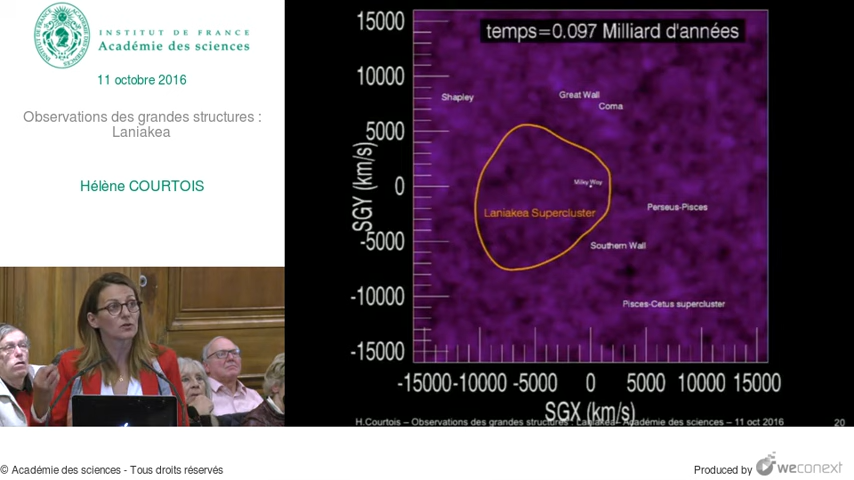 INSTITUT DE FRANCE
Académie des sciences
11 octobre 2016
Observations des grandes structures :
Laniakea
Hélène COURTOIS
temps=0.097 Milliard d'années
15000
10000
5000
0
-5000
-10000
-15000
SGY (km/s)
Shapley
Great Wall
Coma
Milky Way
Laniakea Supercluster
Perseus-Pisces
Southern Wall
Pisces-Cetus supercluster
-15000 -10000 -5000 0 5000 10000 15000
SGX (km/s)
H.Courtois – Observations des grandes structures : Laniakea – Académie des sciences – 11 oct 2016
20
© Académie des sciences - Tous droits réservés
Produced by weconext